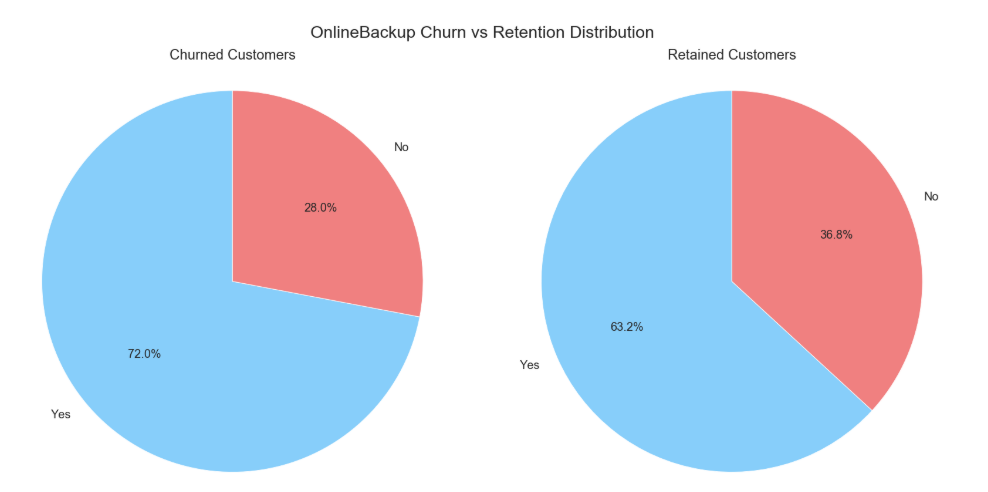 OnlineBackup Churn vs Retention Distribution
Churned Customers
Retained Customers
No
28.0%
72.0%
Yes
No
36.8%
63.2%
Yes